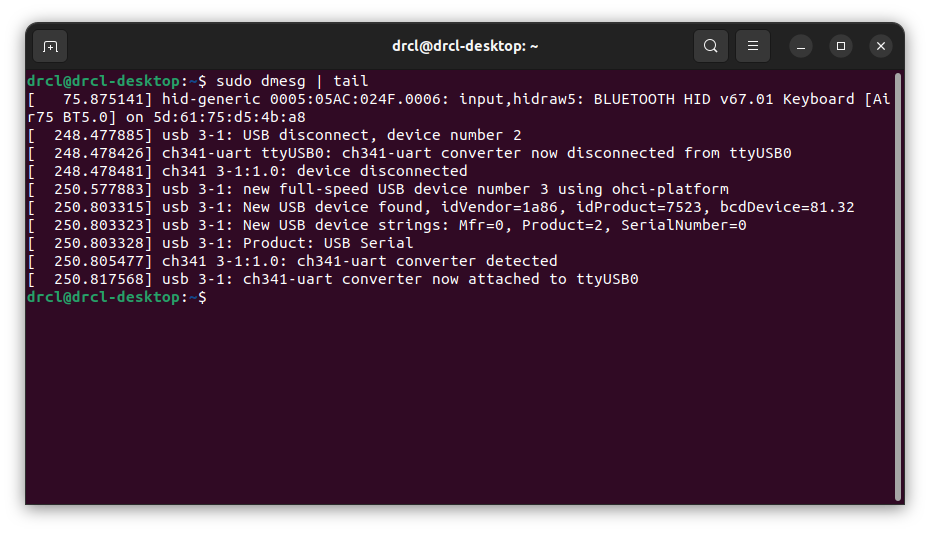 drcl@drcl-desktop: ~
drcl@drcl-desktop:~$ sudo dmesg | tail
[   75.875141] hid-generic 0005:05AC:024F.0006: input,hidraw5: BLUETOOTH HID v67.01 Keyboard [Ai
r75 BT5.0] on 5d:61:75:d5:4b:a8
[  248.477885] usb 3-1: USB disconnect, device number 2
[  248.478426] ch341-uart ttyUSB0: ch341-uart converter now disconnected from ttyUSB0
[  248.478481] ch341 3-1:1.0: device disconnected
[  250.577883] usb 3-1: new full-speed USB device number 3 using ohci-platform
[  250.803315] usb 3-1: New USB device found, idVendor=1a86, idProduct=7523, bcdDevice=81.32
[  250.803323] usb 3-1: New USB device strings: Mfr=0, Product=2, SerialNumber=0
[  250.803328] usb 3-1: Product: USB Serial
[  250.805477] ch341 3-1:1.0: ch341-uart converter detected
[  250.817568] usb 3-1: ch341-uart converter now attached to ttyUSB0
drcl@drcl-desktop:~$